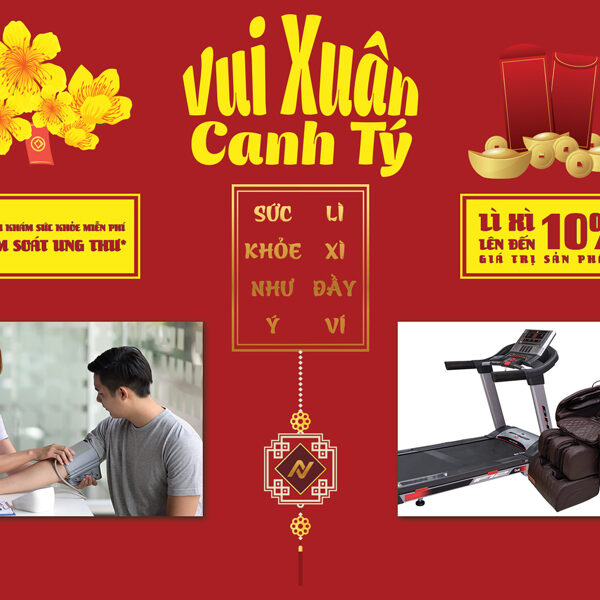 Vui Xuân
Canh Tý
KHÁM SỨC KHỎE MIỄN PHÍ
SOÁT UNG THƯ*
SỨC LÌ
KHỎE XÌ
NHƯ ĐẦY
Ý VÍ
LÌ XÌ
LÊN ĐẾN
10%
GIÁ TRỊ SẢN